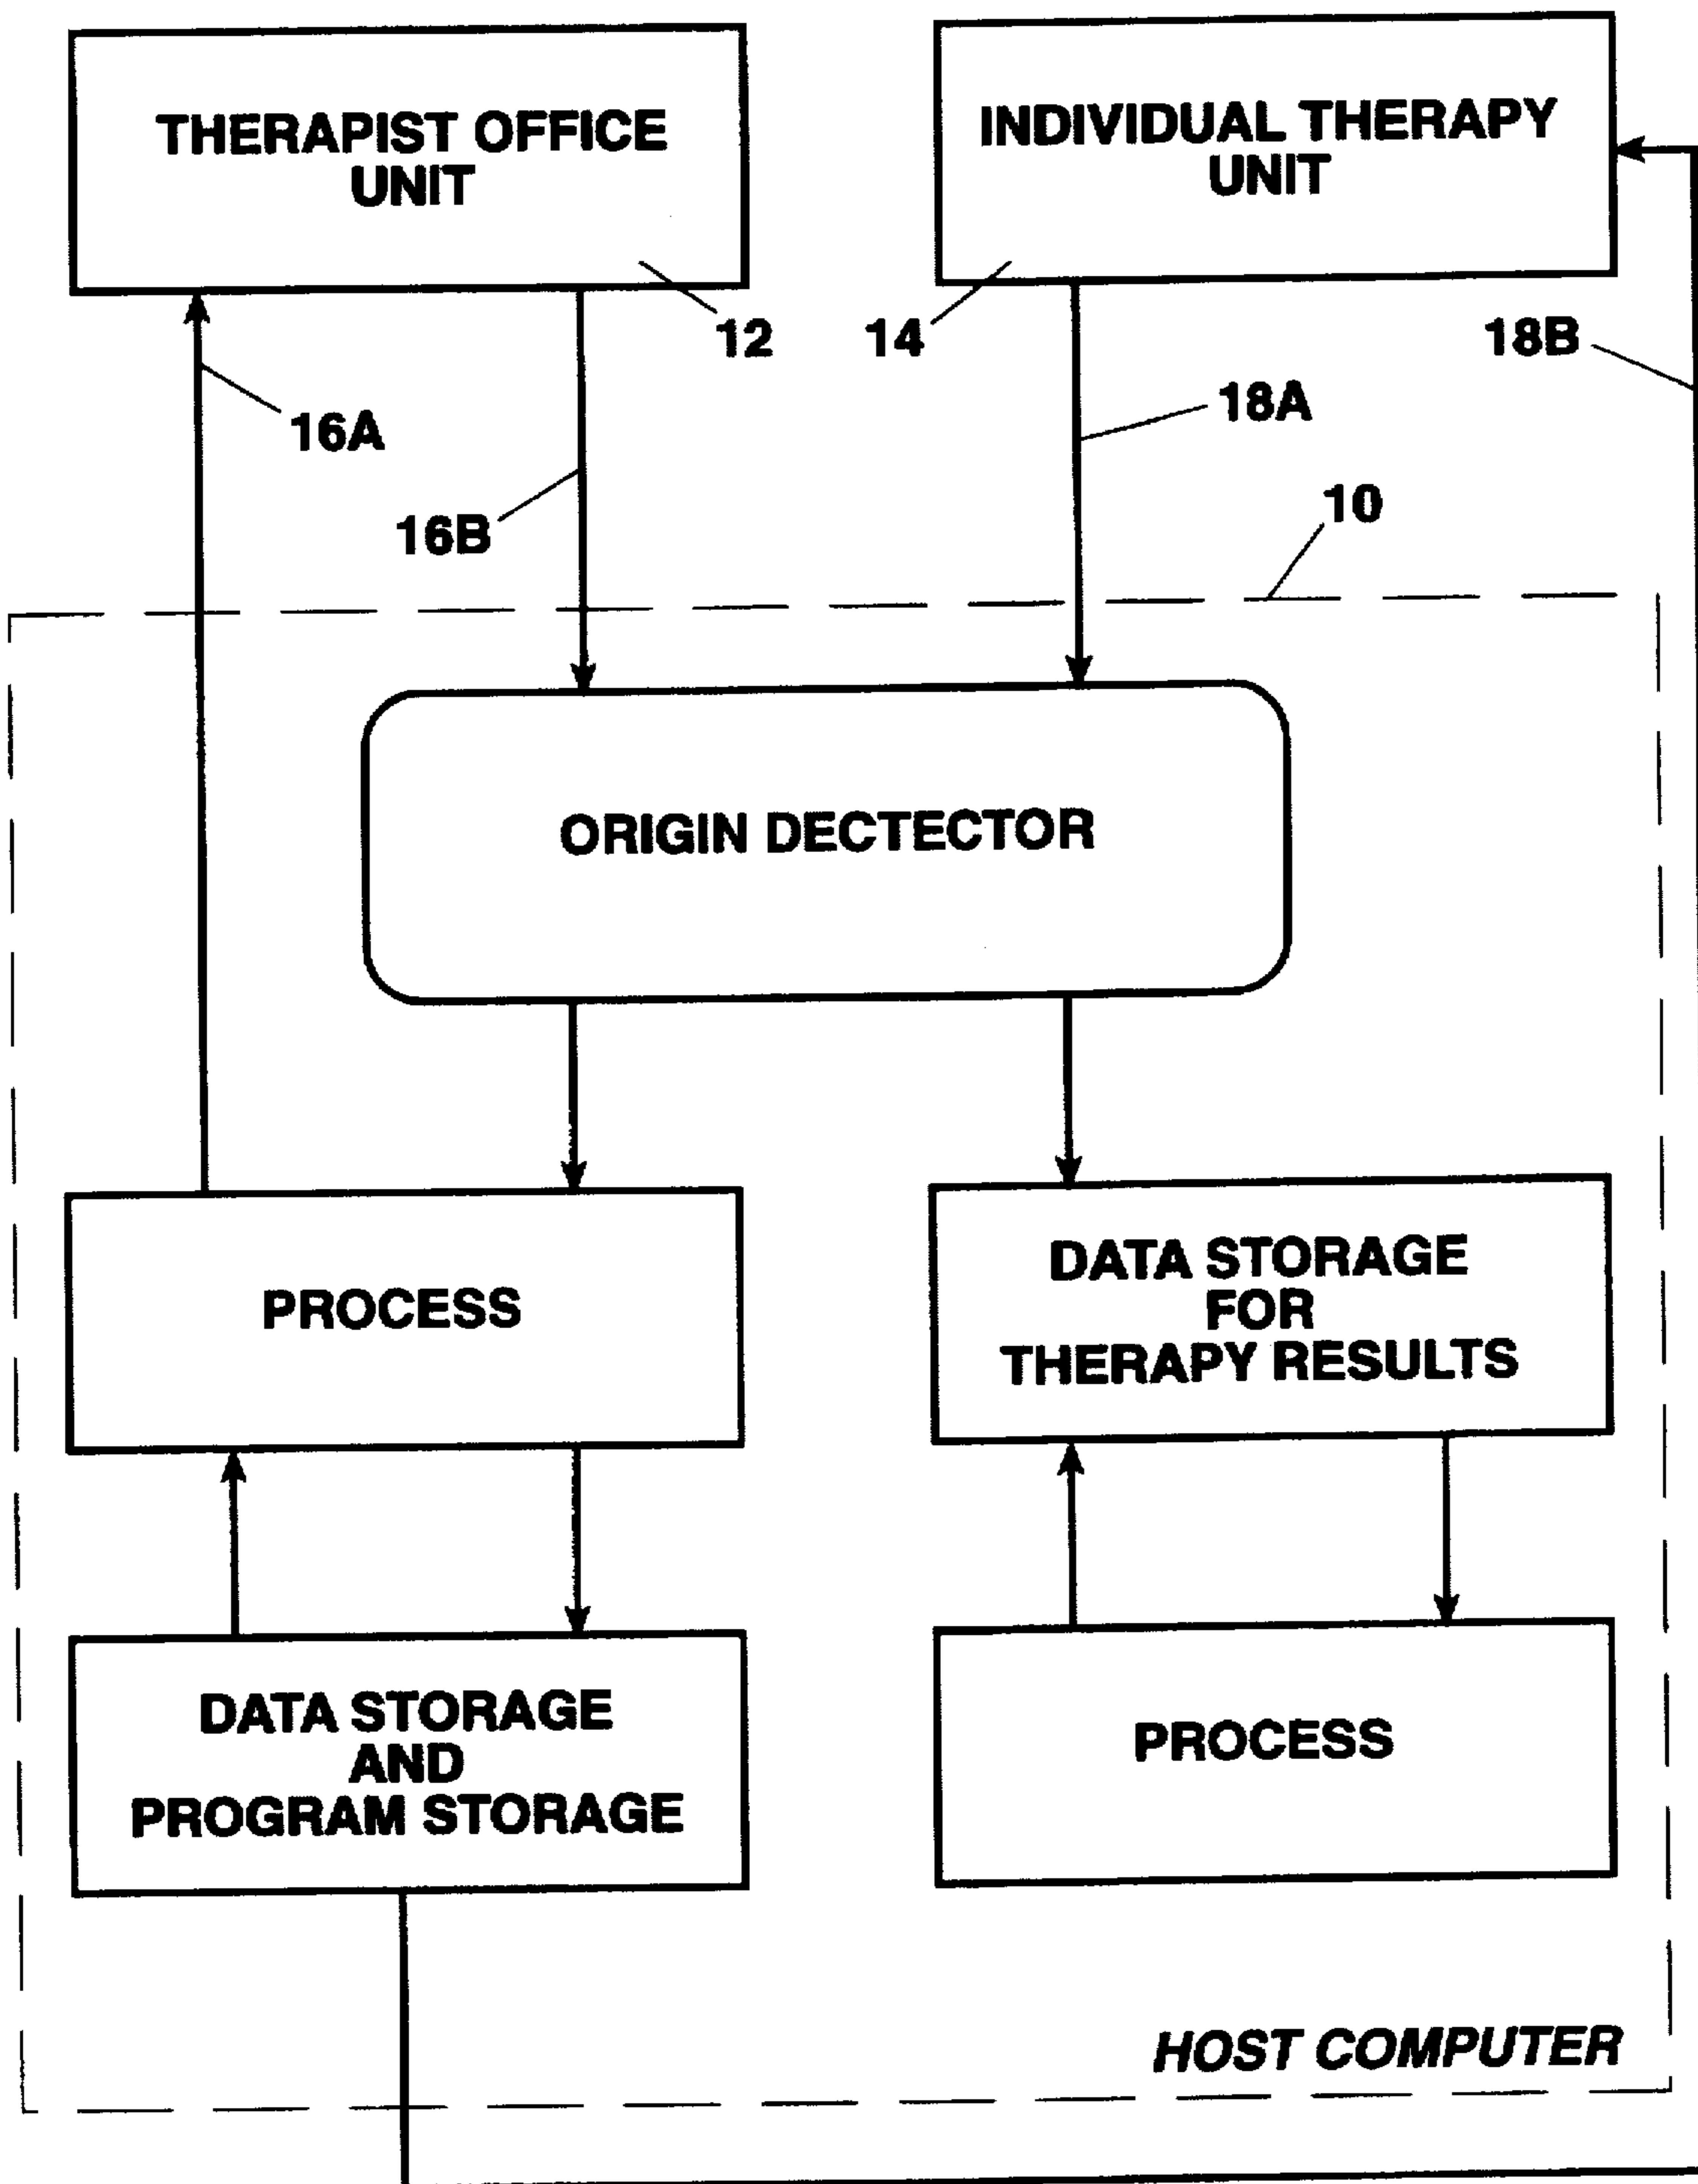 THERAPIST OFFICE
UNIT
INDIVIDUAL THERAPY
UNIT
12
14
18B
16A
18A
16B
10
ORIGIN DECTECTOR
PROCESS
DATA STORAGE
FOR
THERAPY RESULTS
DATA STORAGE
AND
PROGRAM STORAGE
PROCESS
HOST COMPUTER